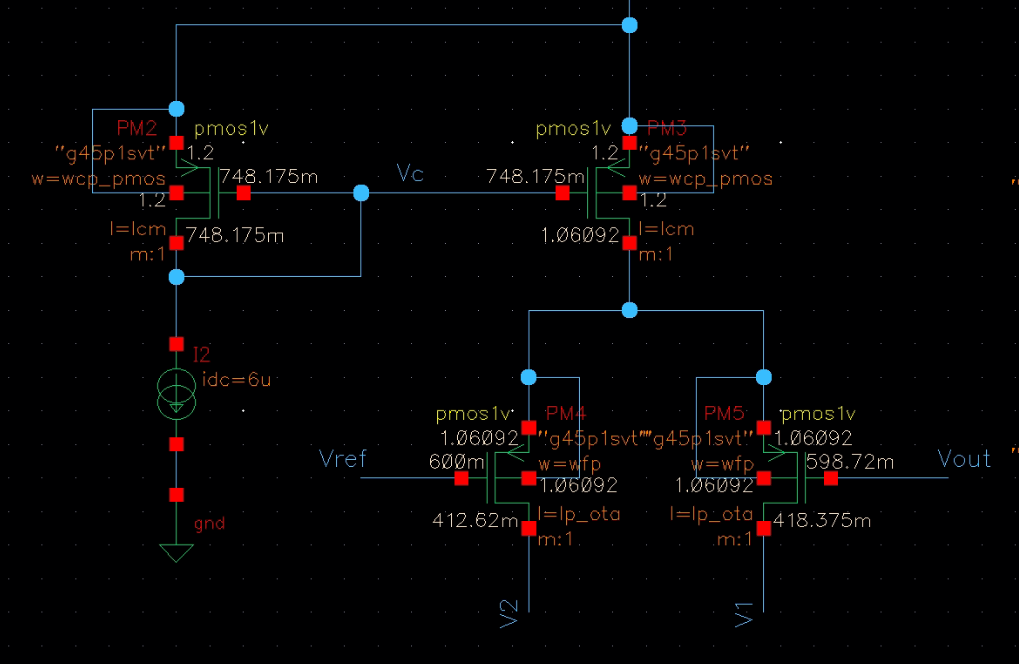 PM2
pmos1v
pmos1v
PM3
"g45p1svt"
1.2
1.2
"g45p1svt"
w=wcp_pmos
748.175m
Vc
748.175m
w=wcp_pmos
1.2
1.2
l=lcm
748.175m
1.06092
l=lcm
m:1
m:1
I2
idc=6u
pmos1v
PM4
PM5
pmos1v
1.06092
"g45p1svt"
"g45p1svt"
1.06092
Vref
600m
w=wfp
w=wfp
598.72m
Vout
1.06092
1.06092
412.62m
l=lp_ota
l=lp_ota
418.375m
gnd
m:1
m:1
V2
V1